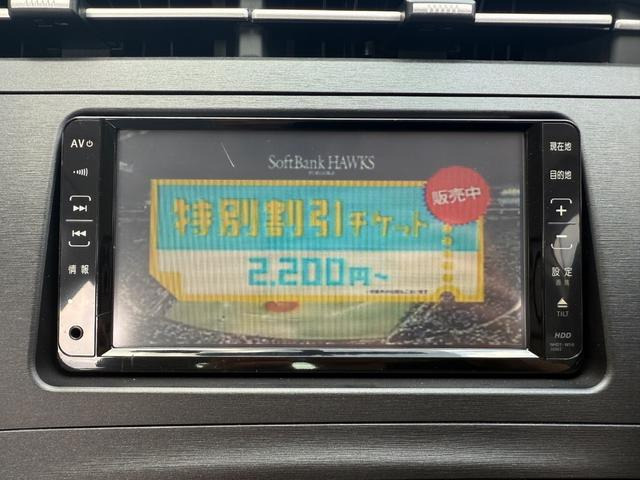 AV
現在地
目的地
情報
設定
TILT
HDD
SoftBank HAWKS
販売中
特別割引チケット
2,200円~